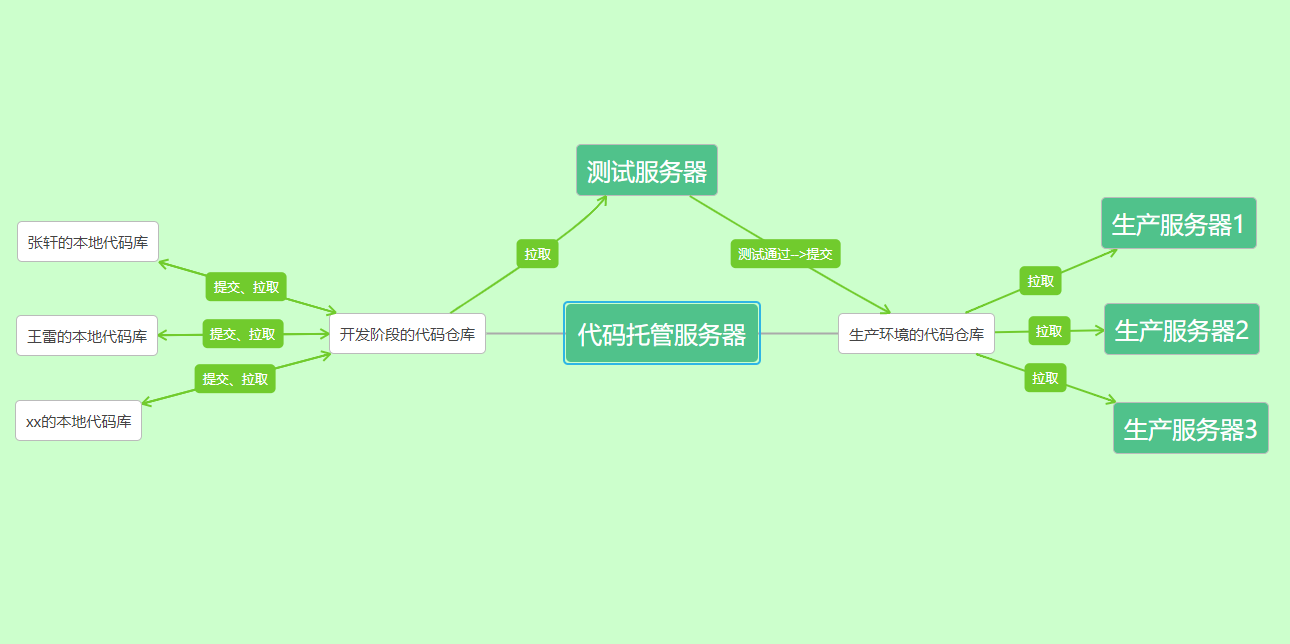 测试服务器
生产服务器1
张轩的本地代码库
拉取
测试通过-->提交
拉取
提交、拉取
王雷的本地代码库
提交、拉取
开发阶段的代码仓库
代码托管服务器
生产环境的代码仓库
拉取
生产服务器2
提交、拉取
拉取
xx的本地代码库
生产服务器3